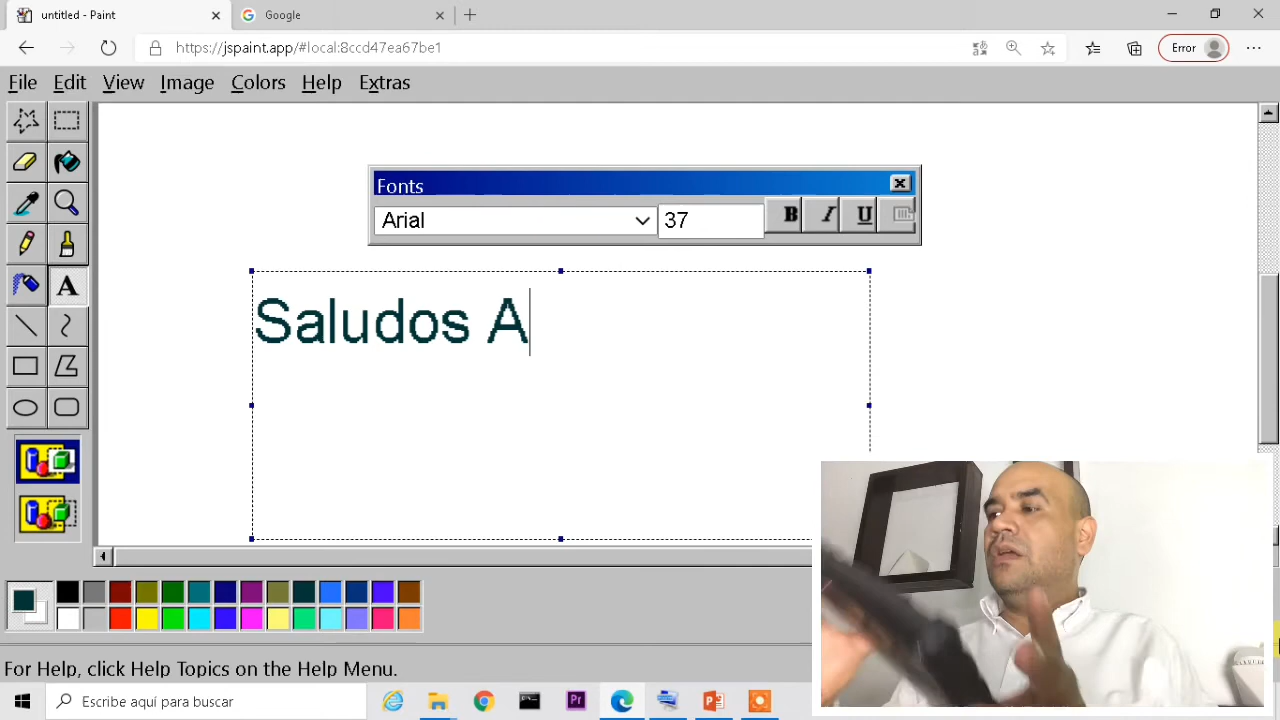 untitled - Paint
Google
https://jspaint.app/#local:8ccd47ea67be1
Error
File Edit View Image Colors Help Extras
Fonts
Arial 37 B I U
A
Saludos A
For Help, click Help Topics on the Help Menu.
Escribe aquí para buscar.
Pr